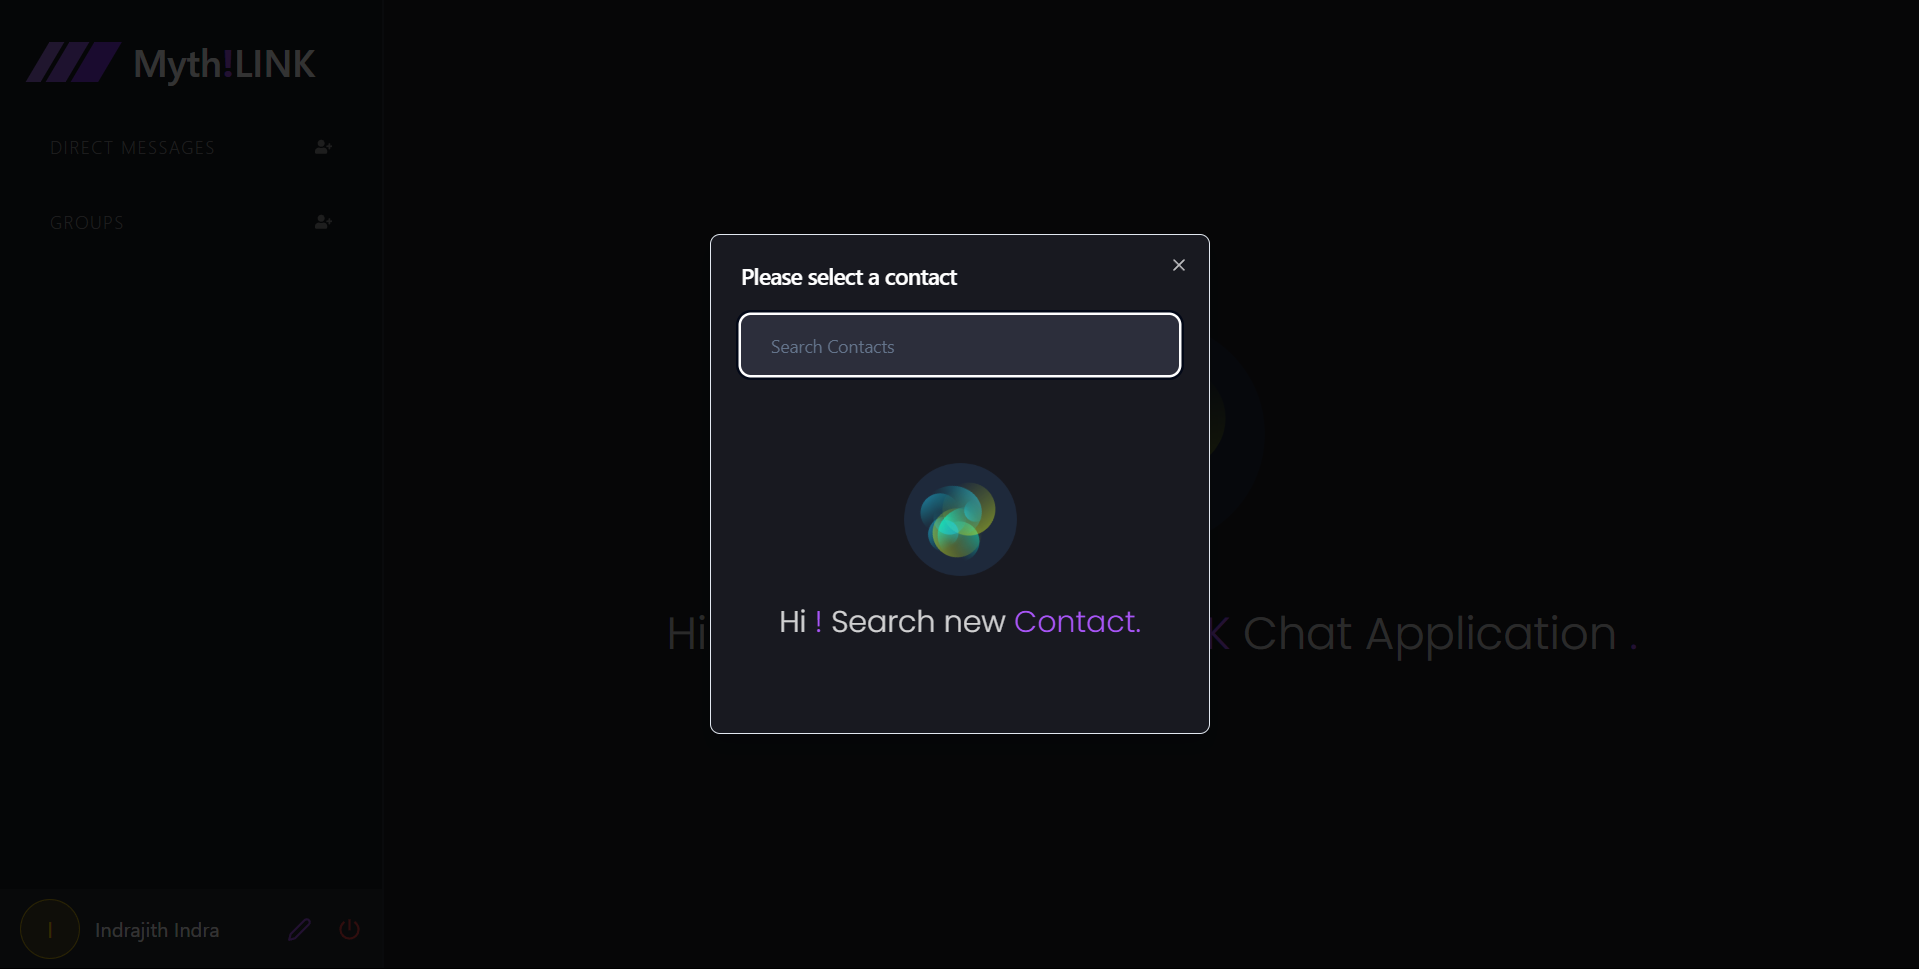 Myth!LINK
DIRECT MESSAGES
GROUPS
Please select a contact
Search Contacts
Hi ! Search new Contact.
Hi
K Chat Application .
I
Indrajith Indra